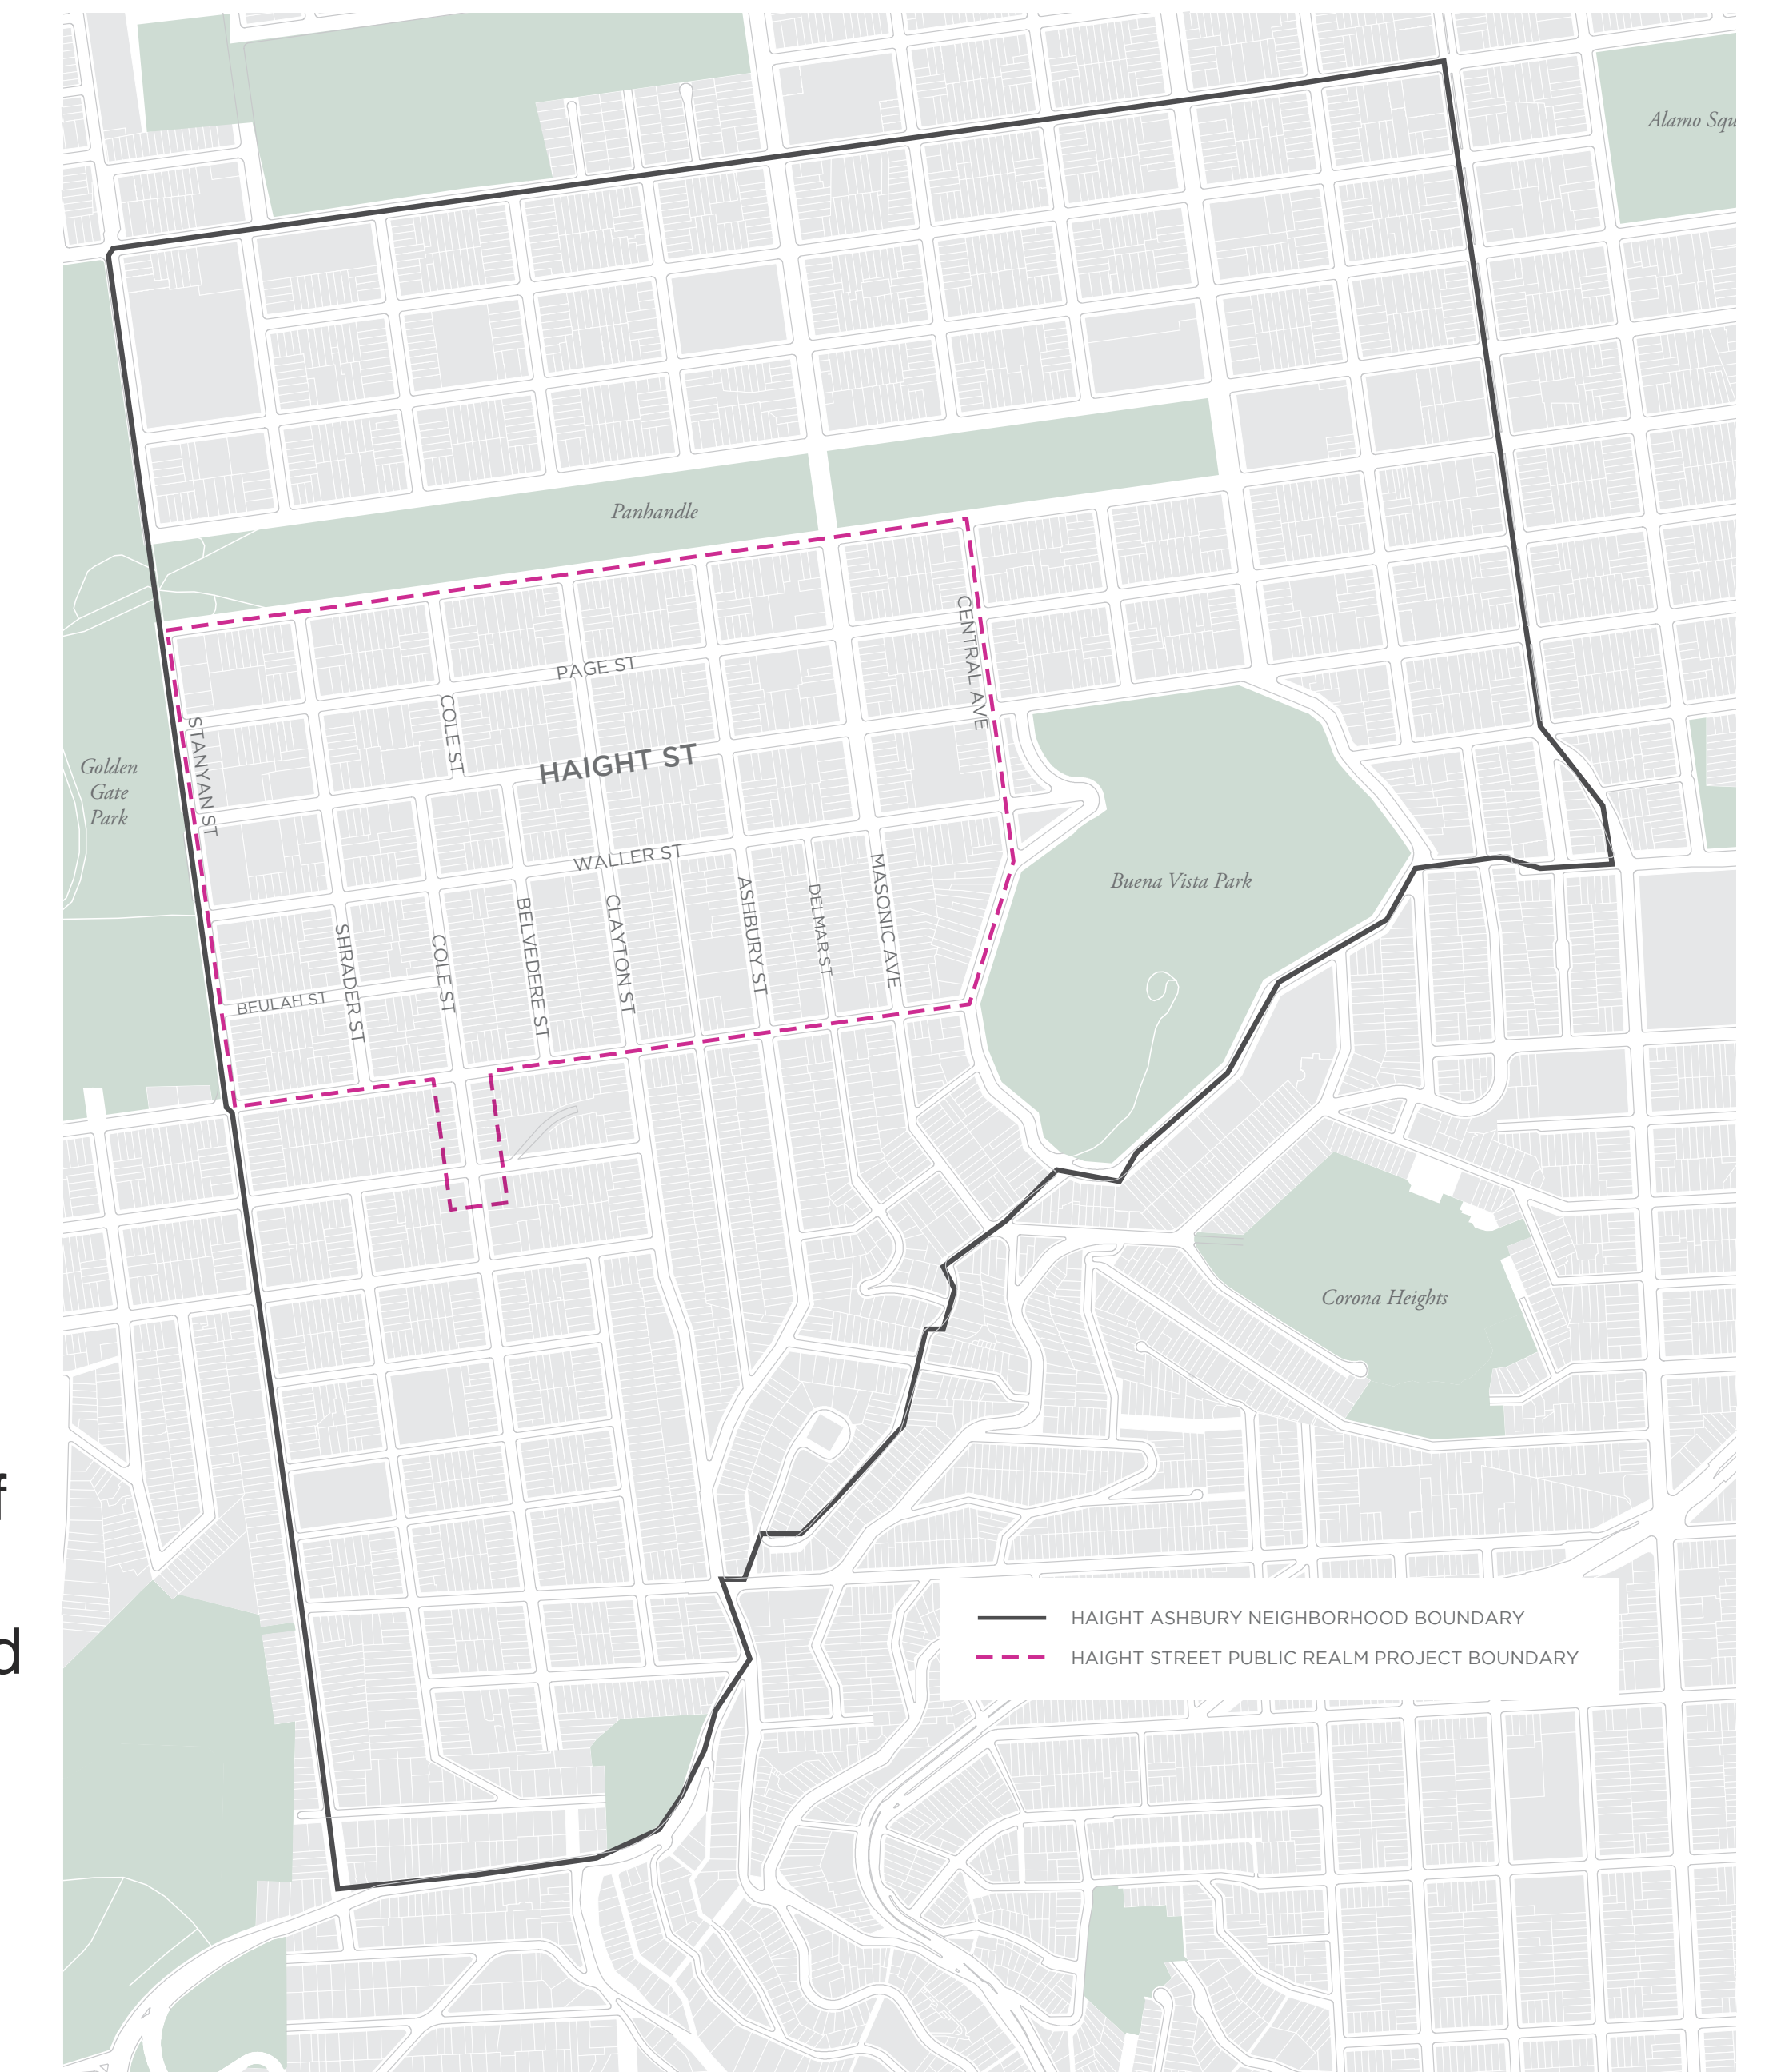 Alamo Squ
Panhandle
CENTRAL AVE
PAGE ST
COLE ST
STANYAN ST
HAIGHT ST
Golden
Gate
Park
WALLER ST
MASONIC AVE
ASHBURY ST
DELMAR ST
Buena Vista Park
BELVEDERE ST
CLAYTON ST
SHRADER ST
COLE ST
BEULAH ST
Corona Heights
f
HAIGHT ASHBURY NEIGHBORHOOD BOUNDARY
d
HAIGHT STREET PUBLIC REALM PROJECT BOUNDARY